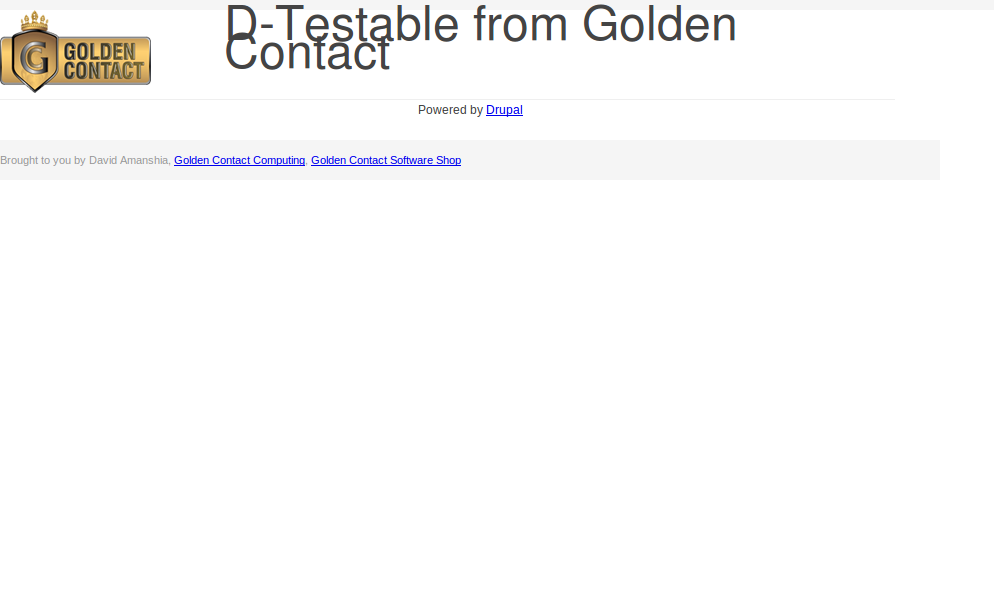 G GOLDEN
CONTACT
D-Testable from Golden
Contact
Powered by Drupal
Brought to you by David Amanshia, Golden Contact Computing, Golden Contact Software Shop